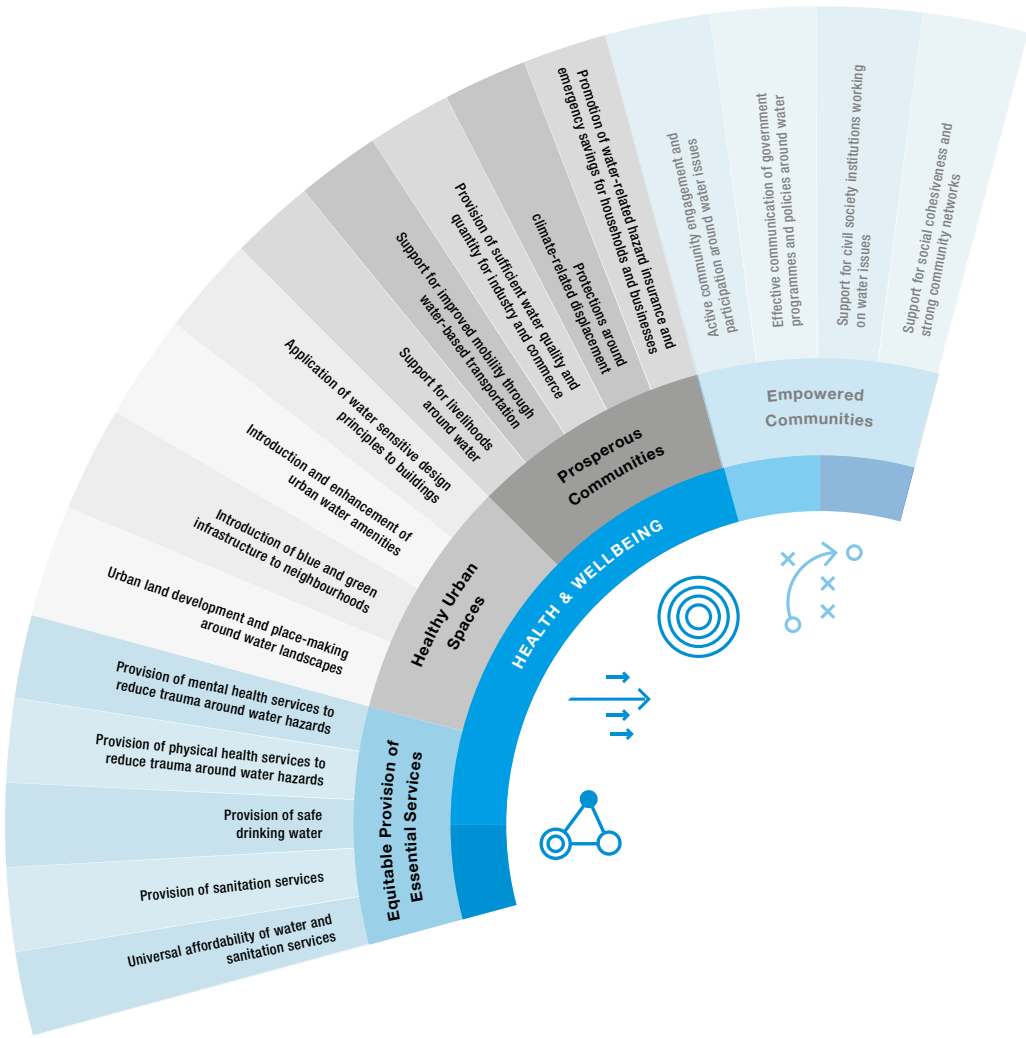 HEALTH & WELLBEING
Equitable Provision of
Essential Services
Universal affordability of water and
sanitation services
Provision of sanitation services
Provision of safe
drinking water
Provision of physical health services to
reduce trauma around water hazards
Provision of mental health services to
reduce trauma around water hazards
Healthy Urban
Spaces
Urban land development and place-making
around water landscapes
Introduction of blue and green
infrastructure to neighbourhoods
Introduction and enhancement of
urban water amenities
Application of water sensitive design
principles to buildings
Prosperous
Communities
Support for livelihoods
around water
Support for improved mobility through
water-based transportation
Provision of sufficient water quality and
quantity for industry and commerce
Protections around
climate-related displacement
Promotion of water-related hazard insurance and
emergency savings for households and businesses
Empowered
Communities
Active community engagement and
participation around water issues
Effective communication of government
programmes and policies around water
Support for civil society institutions working
on water issues
Support for social cohesiveness and
strong community networks